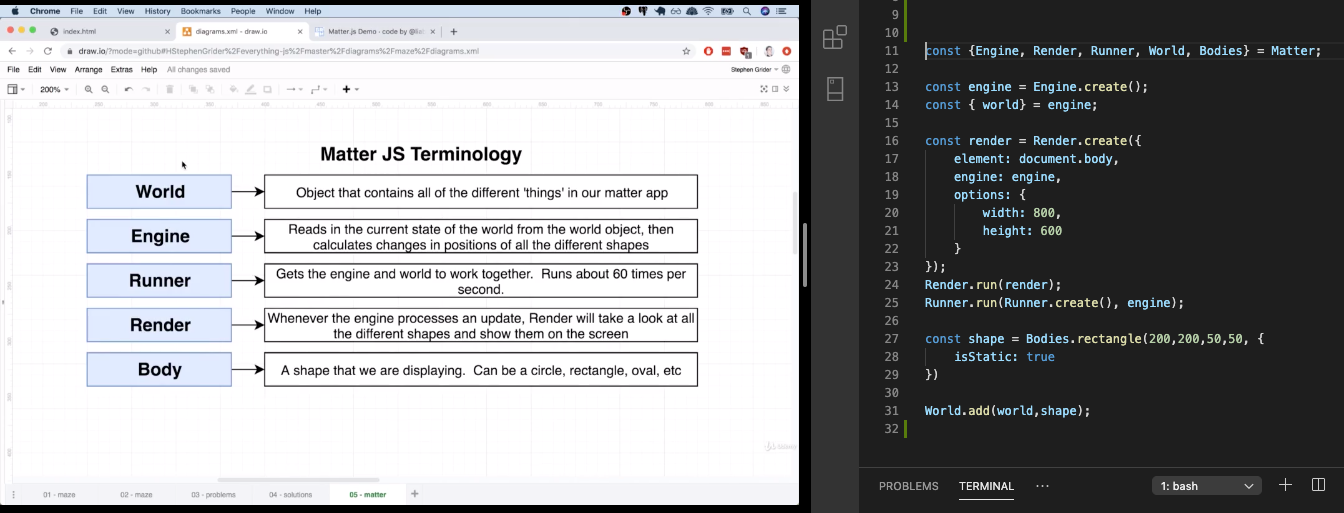 Chrome File Edit View History Bookmarks People Window Help
index.html
diagrams.xml - draw.io
Matter.js Demo - code by @lia
draw.io/?mode=github#HStephenGrider%2Feverything-js%2Fmaster%2Fdiagrams%2Fmaze%2Fdiagrams.xml
File Edit View Arrange Extras Help All changes saved
Stephen Grider
200%
Matter JS Terminology
World
Object that contains all of the different 'things' in our matter app
Engine
Reads in the current state of the world from the world object, then
calculates changes in positions of all the different shapes
Runner
Gets the engine and world to work together. Runs about 60 times per
second.
Render
Whenever the engine processes an update, Render will take a look at all
the different shapes and show them on the screen
Body
A shape that we are displaying. Can be a circle, rectangle, oval, etc
01 - maze 02 - maze 03 - problems 04 - solutions 05 - matter
9
10
11 const {Engine, Render, Runner, World, Bodies} = Matter;
12
13 const engine = Engine.create();
14 const { world} = engine;
15
16 const render = Render.create({
17 element: document.body,
18 engine: engine,
19 options: {
20 width: 800,
21 height: 600
22 }
23 });
24 Render.run(render);
25 Runner.run(Runner.create(), engine);
26
27 const shape = Bodies.rectangle(200,200,50,50, {
28 isStatic: true
29 })
30
31 World.add(world,shape);
32
PROBLEMS TERMINAL ··· 1: bash